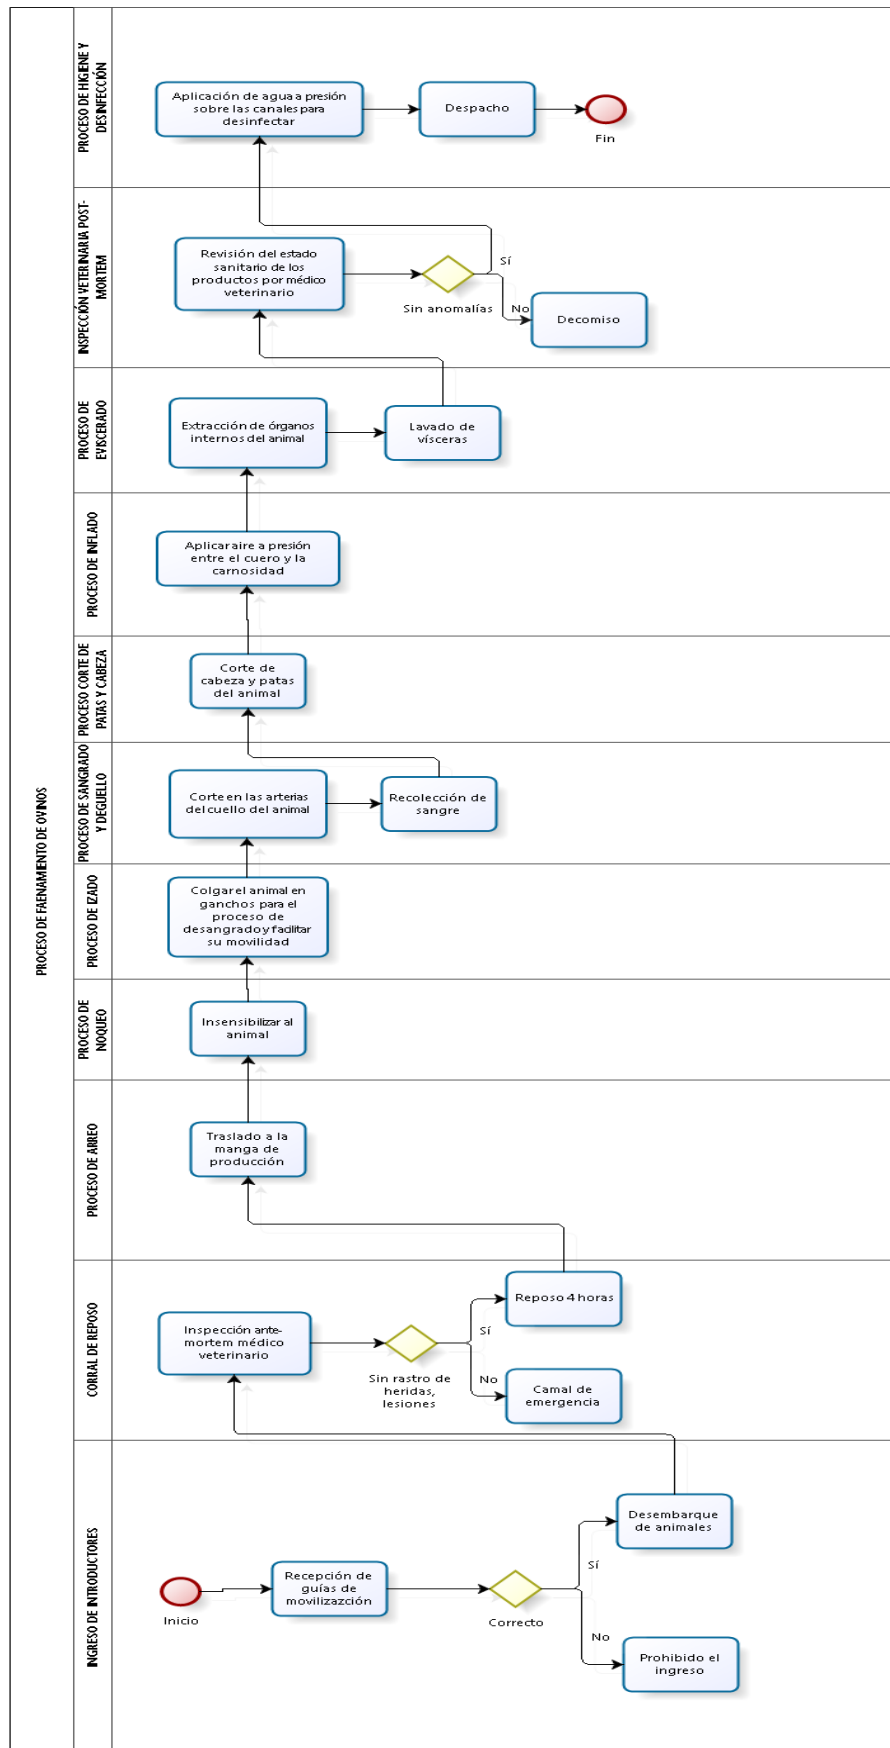 PROCESO DE FAENAMIENTO DE OVINOS
PROCESO DE HIGIENE Y
DESINFECCIÓN
Aplicación de agua a presión
sobre las canales para
desinfectar
Despacho
Fin
INSPECCIÓN VETERINARIA POST-
MORTEM
Revisión del estado
sanitario de los
productos por médico
veterinario
Sin anomalías
Sí
No
Decomiso
PROCESO DE
EVISCERADO
Extracción de órganos
internos del animal
Lavado de
vísceras
PROCESO DE INFLADO
Aplicar aire a presión
entre el cuero y la
carnosidad
PROCESO CORTE DE
PATAS Y CABEZA
Corte de
cabeza y patas
del animal
PROCESO DE SANGRADO
Y DEGUELLO
Corte en las arterias
del cuello del animal
Recolección de
sangre
PROCESO DE IZADO
Colgar el animal en
ganchos para el
proceso de
desangrado y facilitar
su movilidad
PROCESO DE
NOQUEO
Insensibilizar al
animal
PROCESO DE ARREO
Traslado a la
manga de
producción
CORRAL DE REPOSO
Inspección ante-
mortem médico
veterinario
Sin rastro de
heridas,
lesiones
Sí
Reposo 4 horas
No
Camal de
emergencia
INGRESO DE INTRODUCTORES
Inicio
Recepción de
guías de
movilizazción
Correcto
Sí
Desembarque
de animales
No
Prohibido el
ingreso